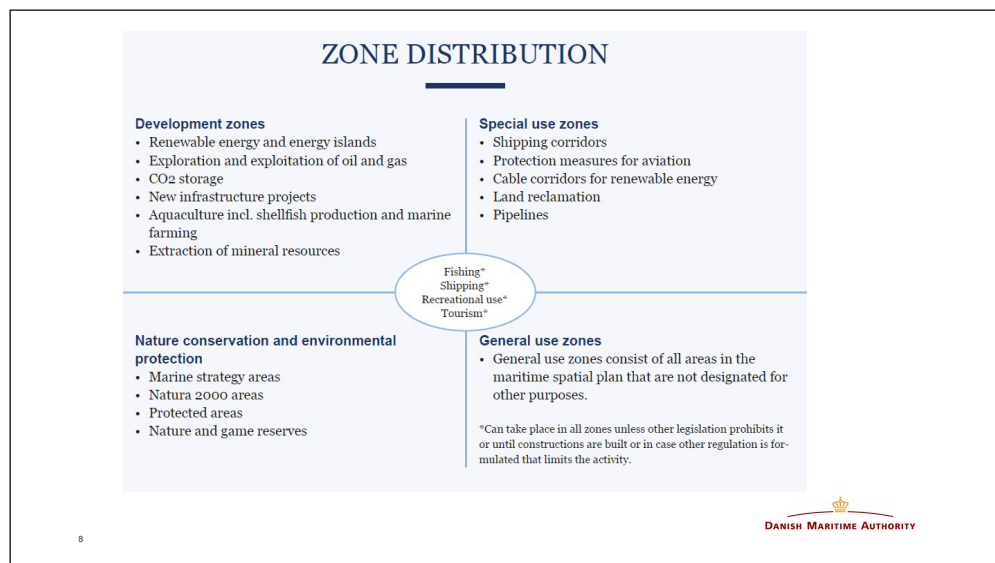 ZONE DISTRIBUTION
Development zones
• Renewable energy and energy islands
• Exploration and exploitation of oil and gas
• CO2 storage
• New infrastructure projects
• Aquaculture incl. shellfish production and marine
farming
• Extraction of mineral resources
Special use zones
• Shipping corridors
• Protection measures for aviation
• Cable corridors for renewable energy
• Land reclamation
• Pipelines
Fishing*
Shipping*
Recreational use*
Tourism*
Nature conservation and environmental
protection
• Marine strategy areas
• Natura 2000 areas
• Protected areas
• Nature and game reserves
General use zones
• General use zones consist of all areas in the
maritime spatial plan that are not designated for
other purposes.
*Can take place in all zones unless other legislation prohibits it
or until constructions are built or in case other regulation is for-
mulated that limits the activity.
8
DANISH MARITIME AUTHORITY